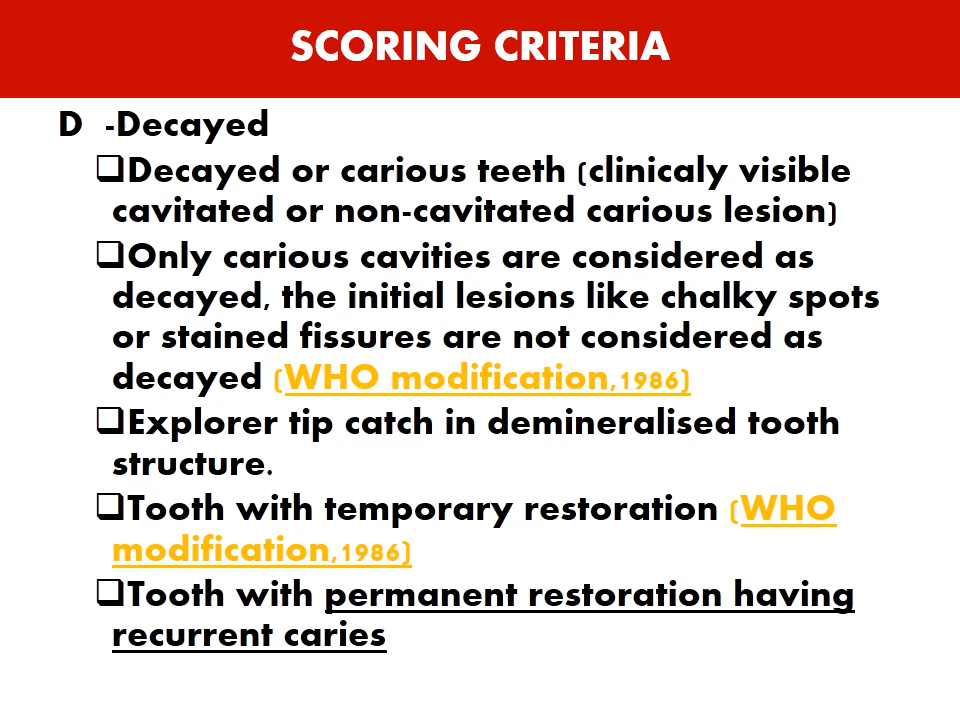 SCORING CRITERIA
D -Decayed
❑Decayed or carious teeth (clinicaly visible
cavitated or non-cavitated carious lesion)
❑Only carious cavities are considered as
decayed, the initial lesions like chalky spots
or stained fissures are not considered as
decayed (WHO modification,1986)
❑Explorer tip catch in demineralised tooth
structure.
❑Tooth with temporary restoration (WHO
modification,1986)
❑Tooth with permanent restoration having
recurrent caries